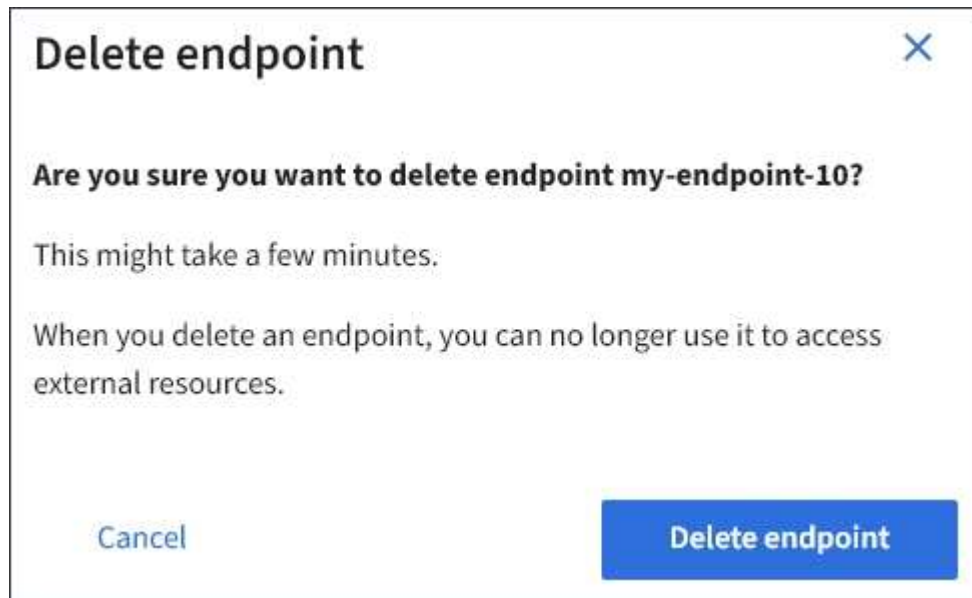 Delete endpoint
Are you sure you want to delete endpoint my-endpoint-10?
This might take a few minutes.
When you delete an endpoint, you can no longer use it to access
external resources.
Cancel
Delete endpoint